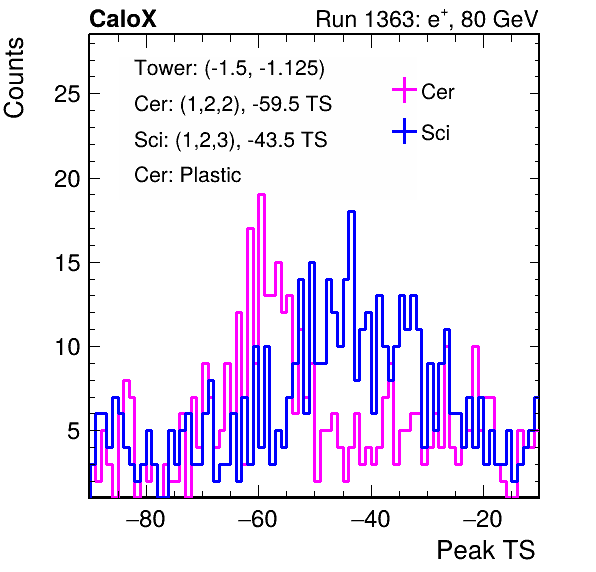 CaloX
Run 1363: e+, 80 GeV
Counts
Tower: (-1.5, -1.125)
Cer: (1,2,2), -59.5 TS
Sci: (1,2,3), -43.5 TS
Cer: Plastic
Cer
Sci
25
20
15
10
5
−80 −60 −40 −20
Peak TS